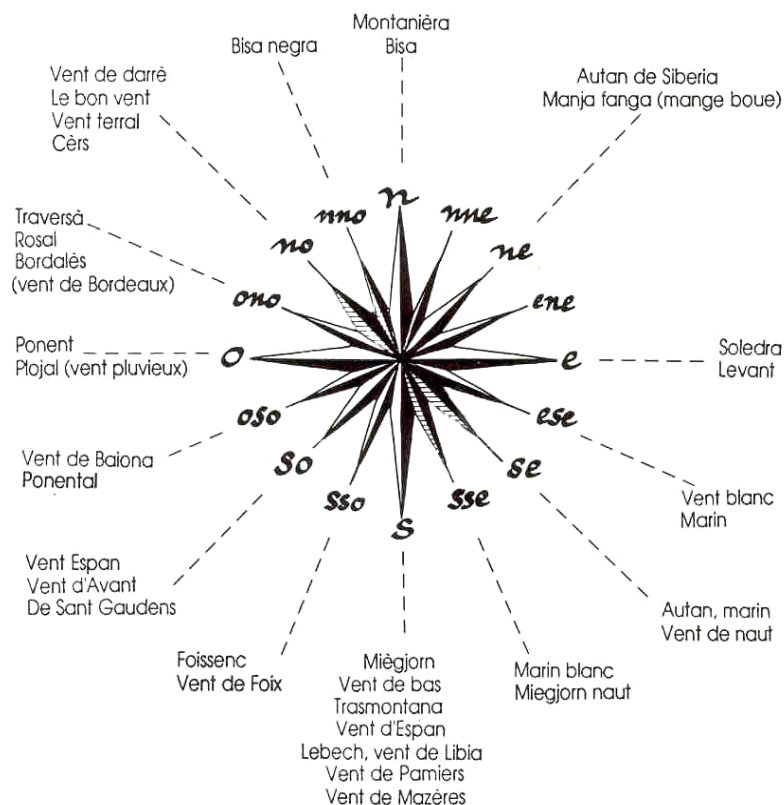 Montanièra
Bisa
Bisa negra
Vent de darrè
Le bon vent
Vent terral
Cèrs
Autan de Siberia
Manja fanga (mange boue)
n
nno
nne
no
ne
Traversà
Rosal
Bordalès
(vent de Bordeaux)
ono
ene
Ponent
Plojal (vent pluvieux)
o
e
Soledra
Levant
oso
ese
Vent de Baiona
Ponental
so
se
Vent blanc
Marin
sso
sse
s
Vent Espan
Vent d'Avant
De Sant Gaudens
Autan, marin
Vent de naut
Foissenc
Vent de Foix
Miègjorn
Vent de bas
Trasmontana
Vent d'Espan
Lebech, vent de Libia
Vent de Pamiers
Vent de Mazères
Marin blanc
Miegjorn naut